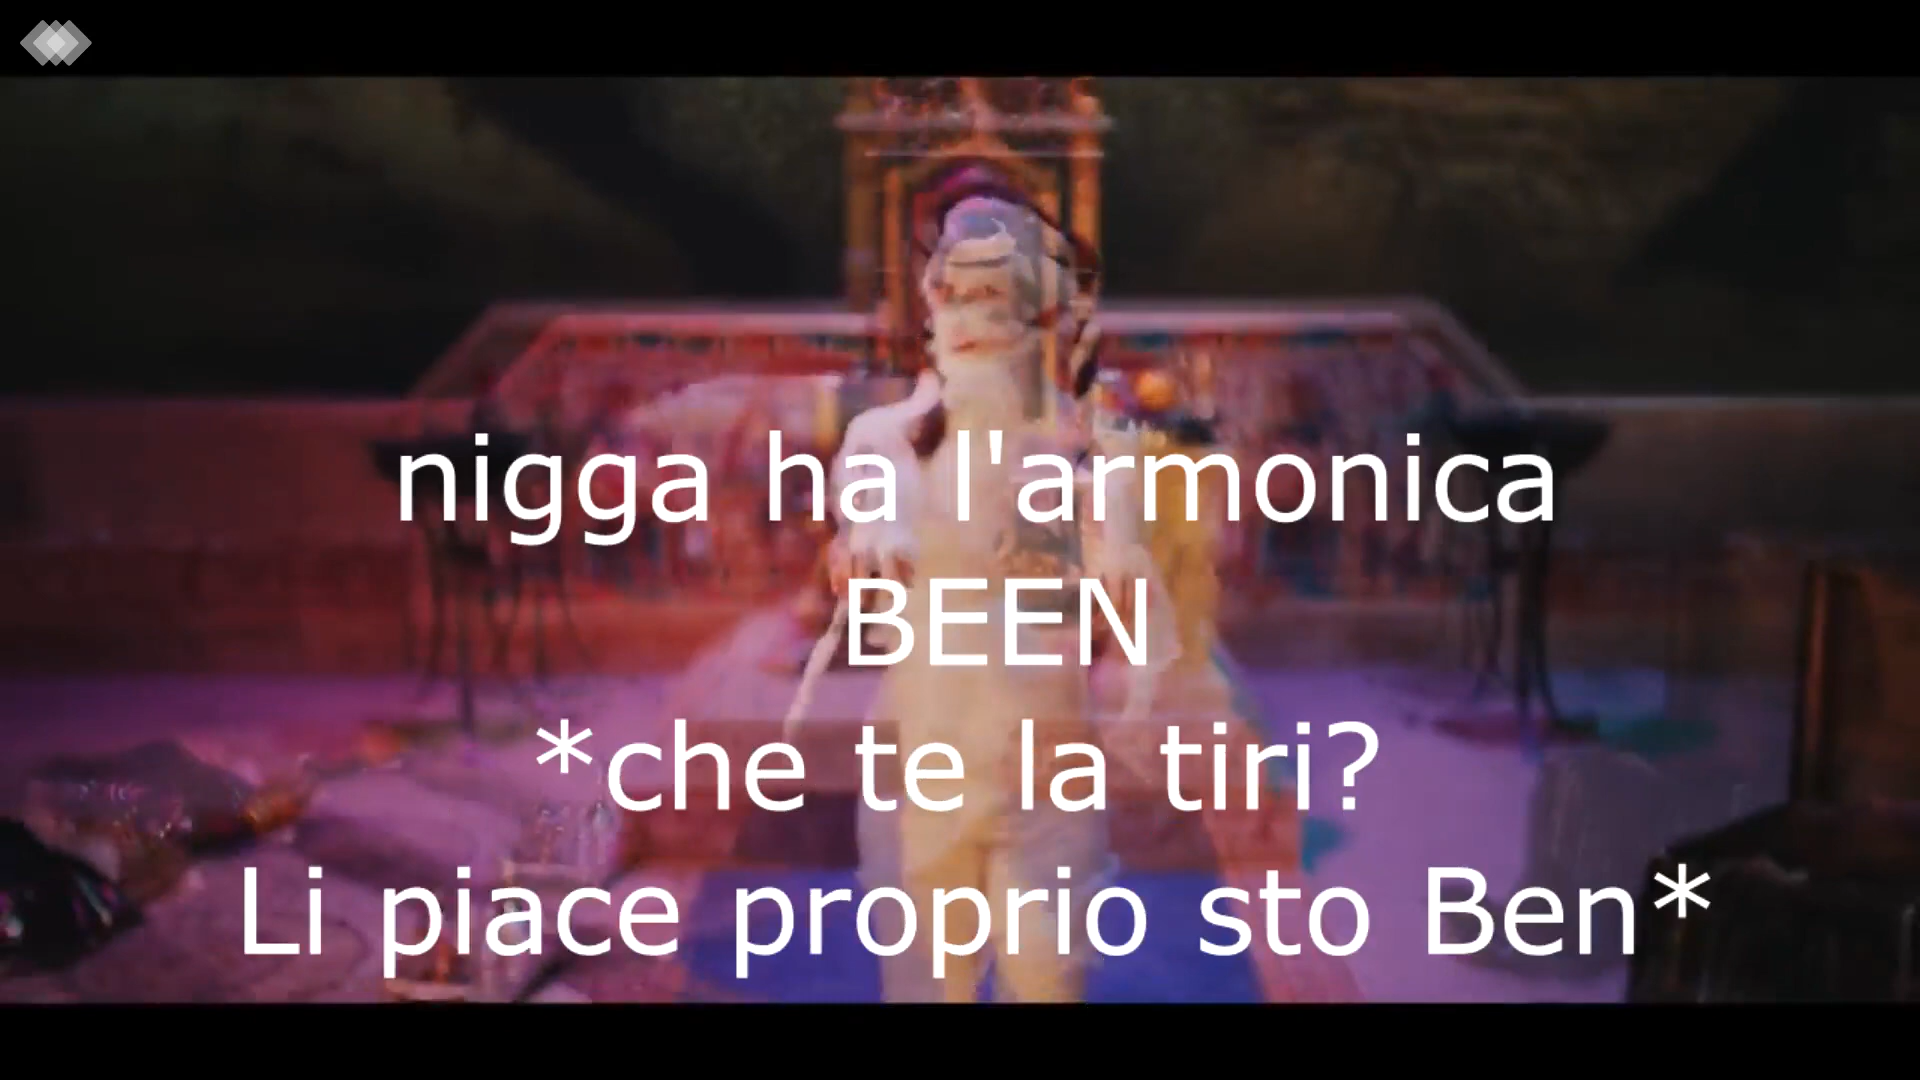 nigga ha l'armonica
BEEN
*che te la tiri?
Li piace proprio sto Ben*